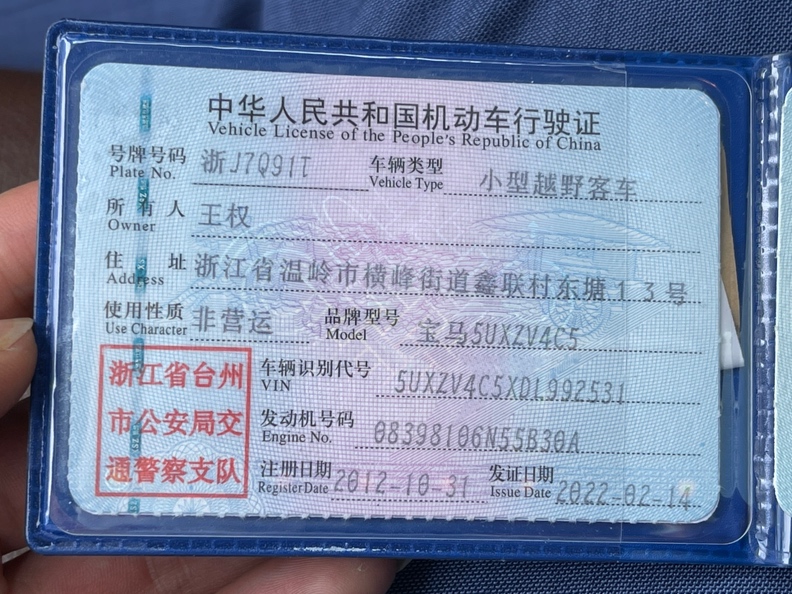 中华人民共和国机动车行驶证
Vehicle License of the People's Republic of China
号牌号码 浙J7Q91T 车辆类型 小型越野客车
Plate No. Vehicle Type
所有人 王权
Owner
住址 浙江省温岭市横峰街道鑫联村东塘13号
Address
使用性质 非营运 品牌型号 宝马5UXZV4C5
Use Character Model
浙江省台州
市公安局交
通警察支队
车辆识别代号 5UXZV4C5XDL992531
VIN
发动机号码 08398106N55B30A
Engine No.
注册日期 2012-10-31 发证日期 2022-02-14
Register Date Issue Date